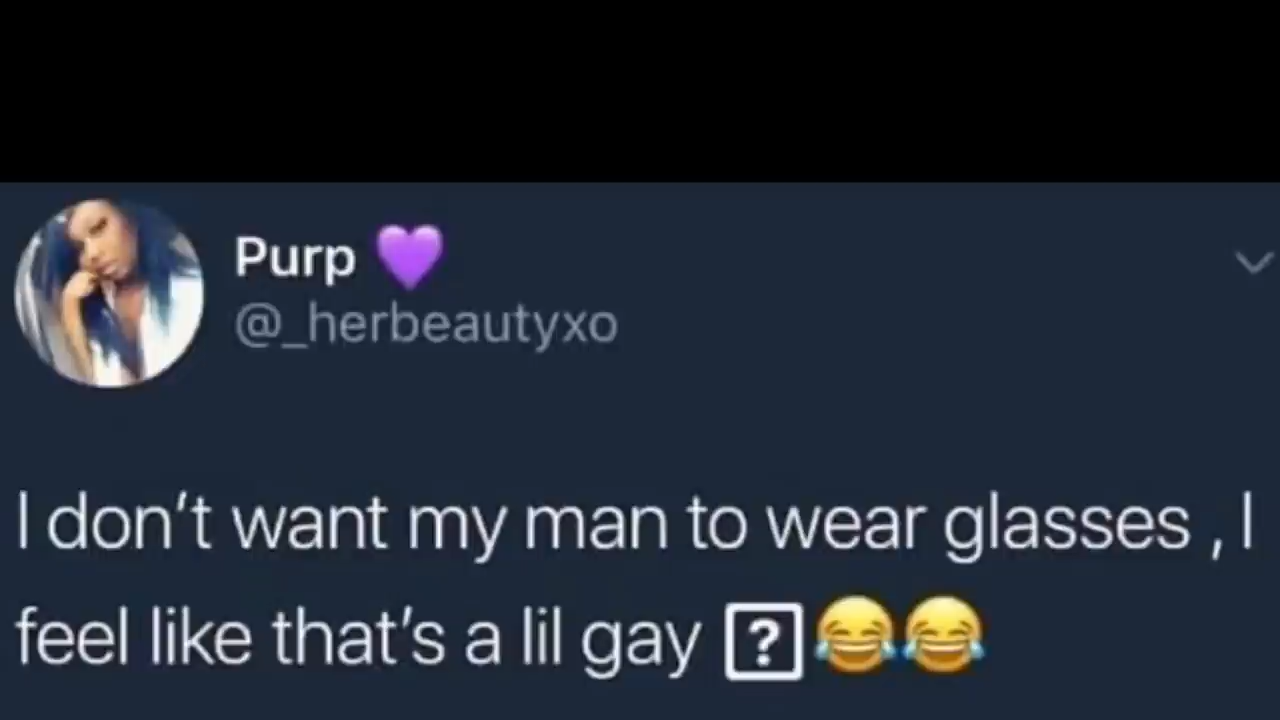 Purp 💜
@_herbeautyxo
I don’t want my man to wear glasses , I
feel like that’s a lil gay ⍰😂😂